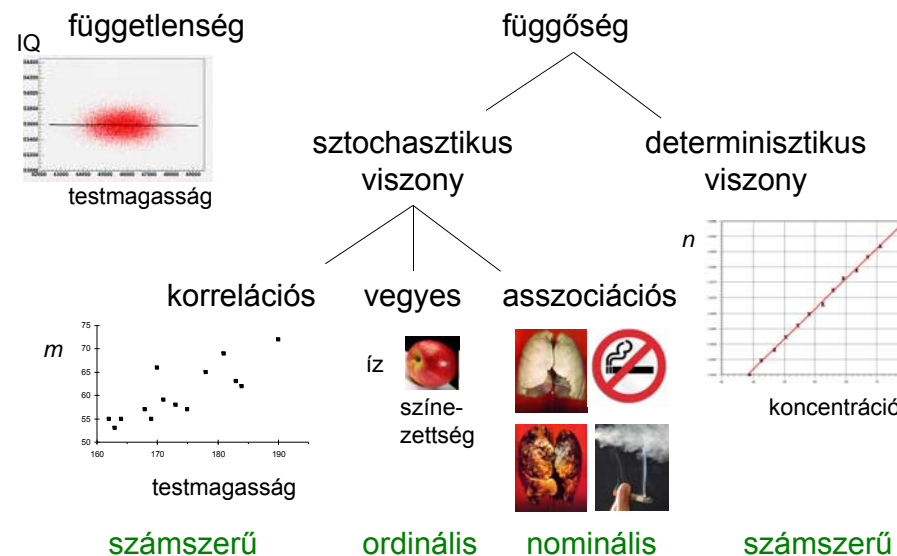 függetlenség
függőség
IQ
testmagasság
sztochasztikus
viszony
determinisztikus
viszony
n
koncentráció
korrelációs
vegyes
asszociációs
m
75
70
65
60
55
50
160
170
180
190
testmagasság
íz
színe-
zettség
számszerű
ordinális
nominális
számszerű